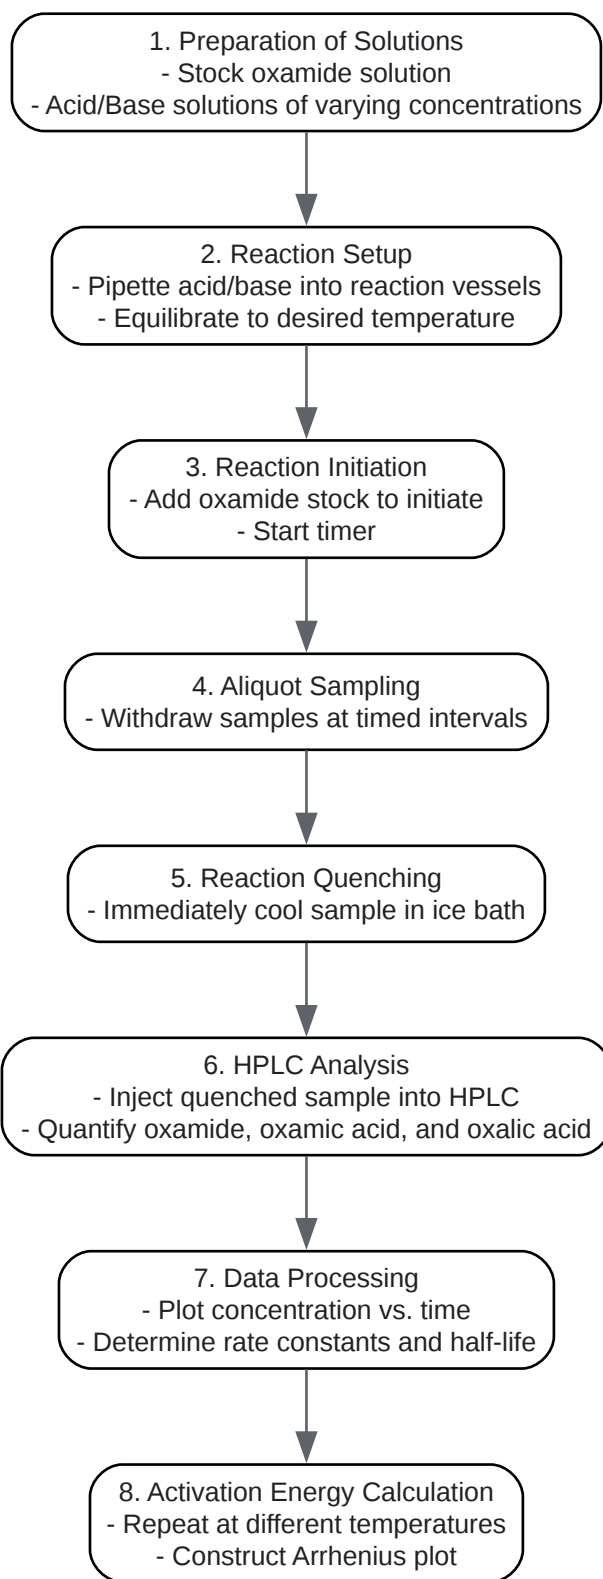 1. Preparation of Solutions
- Stock oxamide solution
- Acid/Base solutions of varying concentrations
2. Reaction Setup
- Pipette acid/base into reaction vessels
- Equilibrate to desired temperature
3. Reaction Initiation
- Add oxamide stock to initiate
- Start timer
4. Aliquot Sampling
- Withdraw samples at timed intervals
5. Reaction Quenching
- Immediately cool sample in ice bath
6. HPLC Analysis
- Inject quenched sample into HPLC
- Quantify oxamide, oxamic acid, and oxalic acid
7. Data Processing
- Plot concentration vs. time
- Determine rate constants and half-life
8. Activation Energy Calculation
- Repeat at different temperatures
- Construct Arrhenius plot